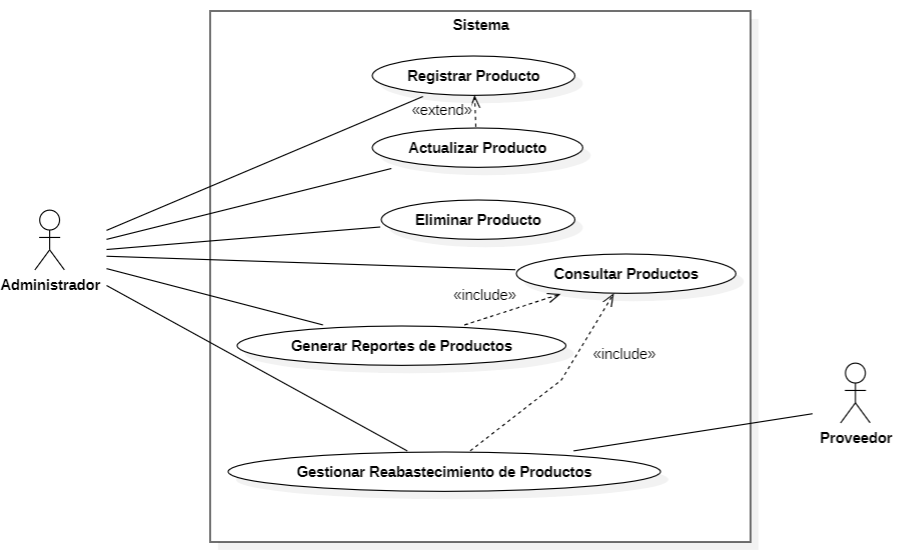 Sistema
Registrar Producto
«extend»
Actualizar Producto
Eliminar Producto
Consultar Productos
Administrador
«include»
Generar Reportes de Productos
«include»
Proveedor
Gestionar Reabastecimiento de Productos